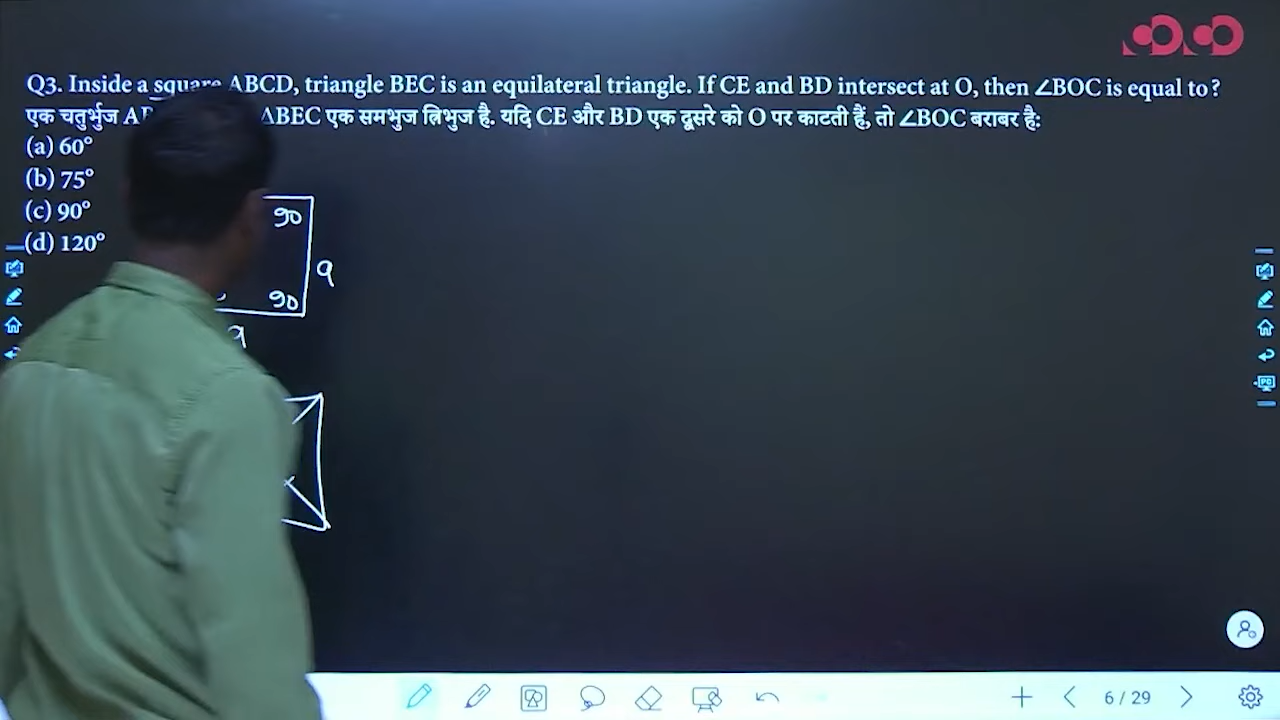 Q3. Inside a square ABCD, triangle BEC is an equilateral triangle. If CE and BD intersect at O, then ∠BOC is equal to?
एक चतुर्भुज ΔBEC एक समभुज त्रिभुज है. यदि CE और BD एक दूसरे को O पर काटती हैं, तो ∠BOC बराबर है:
(a) 60°
(b) 75°
(c) 90°
(d) 120°
90
a
90
a
6 / 29